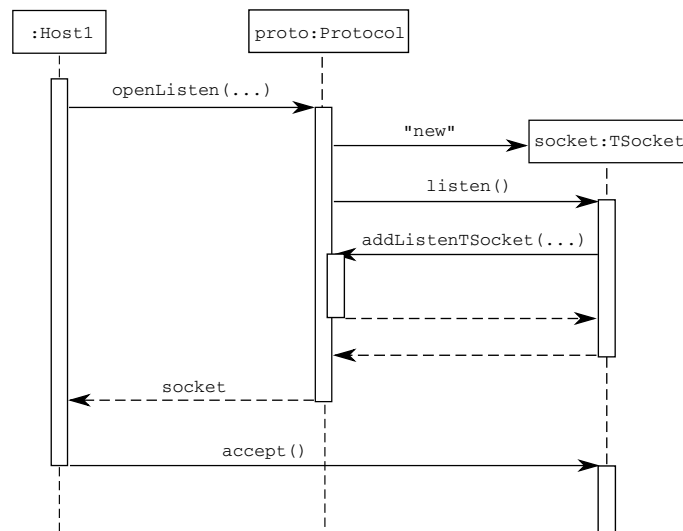 :Host1
proto:Protocol
openListen(...)
"new"
socket:TSocket
listen()
addListenTSocket(...)
socket
accept()